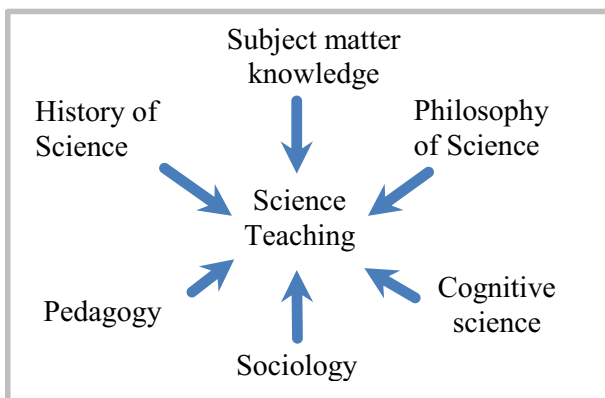 Subject matter
knowledge
History of
Science
Philosophy
of Science
Science
Teaching
Pedagogy
Cognitive
science
Sociology